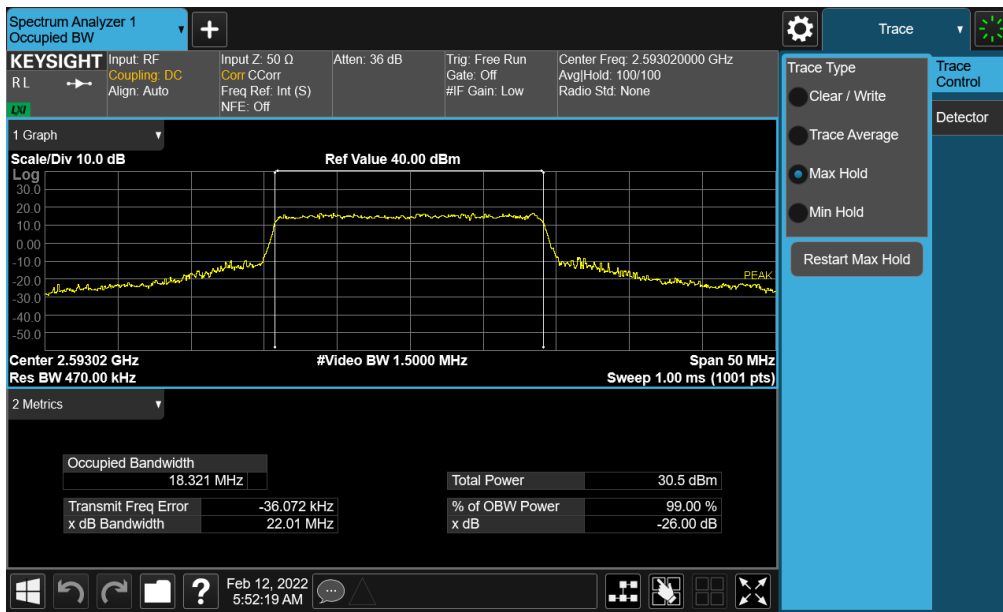 Spectrum Analyzer 1
Occupied BW
+
Trace
KEYSIGHT
R L
LXI
Input: RF
Coupling: DC
Align: Auto
Input Z: 50 Ω
Corr CCorr
Freq Ref: Int (S)
NFE: Off
Atten: 36 dB
Trig: Free Run
Gate: Off
#IF Gain: Low
Center Freq: 2.593020000 GHz
Avg|Hold: 100/100
Radio Std: None
Trace Type
Clear / Write
Trace Average
Max Hold
Min Hold
Restart Max Hold
Trace
Control
Detector
1 Graph
Scale/Div 10.0 dB
Ref Value 40.00 dBm
Log
30.0
20.0
10.0
0.00
-10.0
-20.0
-30.0
-40.0
-50.0
PEAK
Center 2.59302 GHz
#Video BW 1.5000 MHz
Span 50 MHz
Res BW 470.00 kHz
Sweep 1.00 ms (1001 pts)
2 Metrics
Occupied Bandwidth
18.321 MHz
Total Power 30.5 dBm
Transmit Freq Error -36.072 kHz
% of OBW Power 99.00 %
x dB Bandwidth 22.01 MHz
x dB -26.00 dB
?
Feb 12, 2022
5:52:19 AM